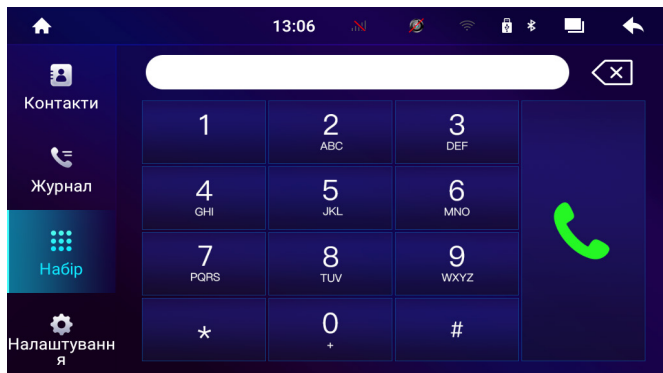 13:06
Контакти
Журнал
Набір
Налаштуванн
я
1
2
ABC
3
DEF
4
GHI
5
JKL
6
MNO
7
PQRS
8
TUV
9
WXYZ
*
0
+
#